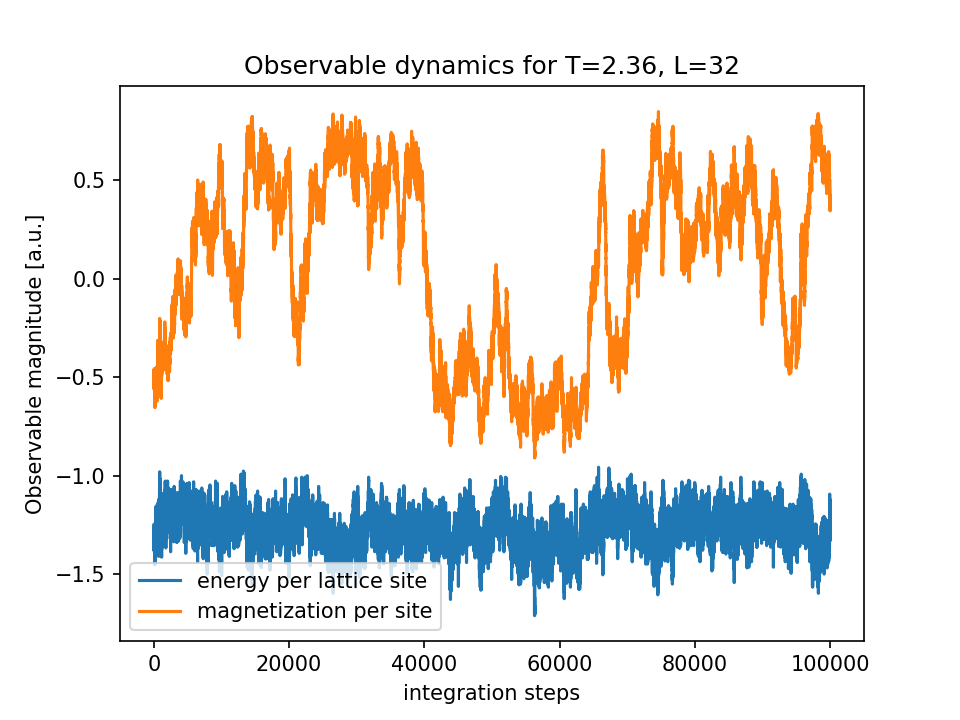 Observable dynamics for T=2.36, L=32
Observable magnitude [a.u.]
0.5
0.0
−0.5
−1.0
−1.5
energy per lattice site
magnetization per site
0 20000 40000 60000 80000 100000
integration steps